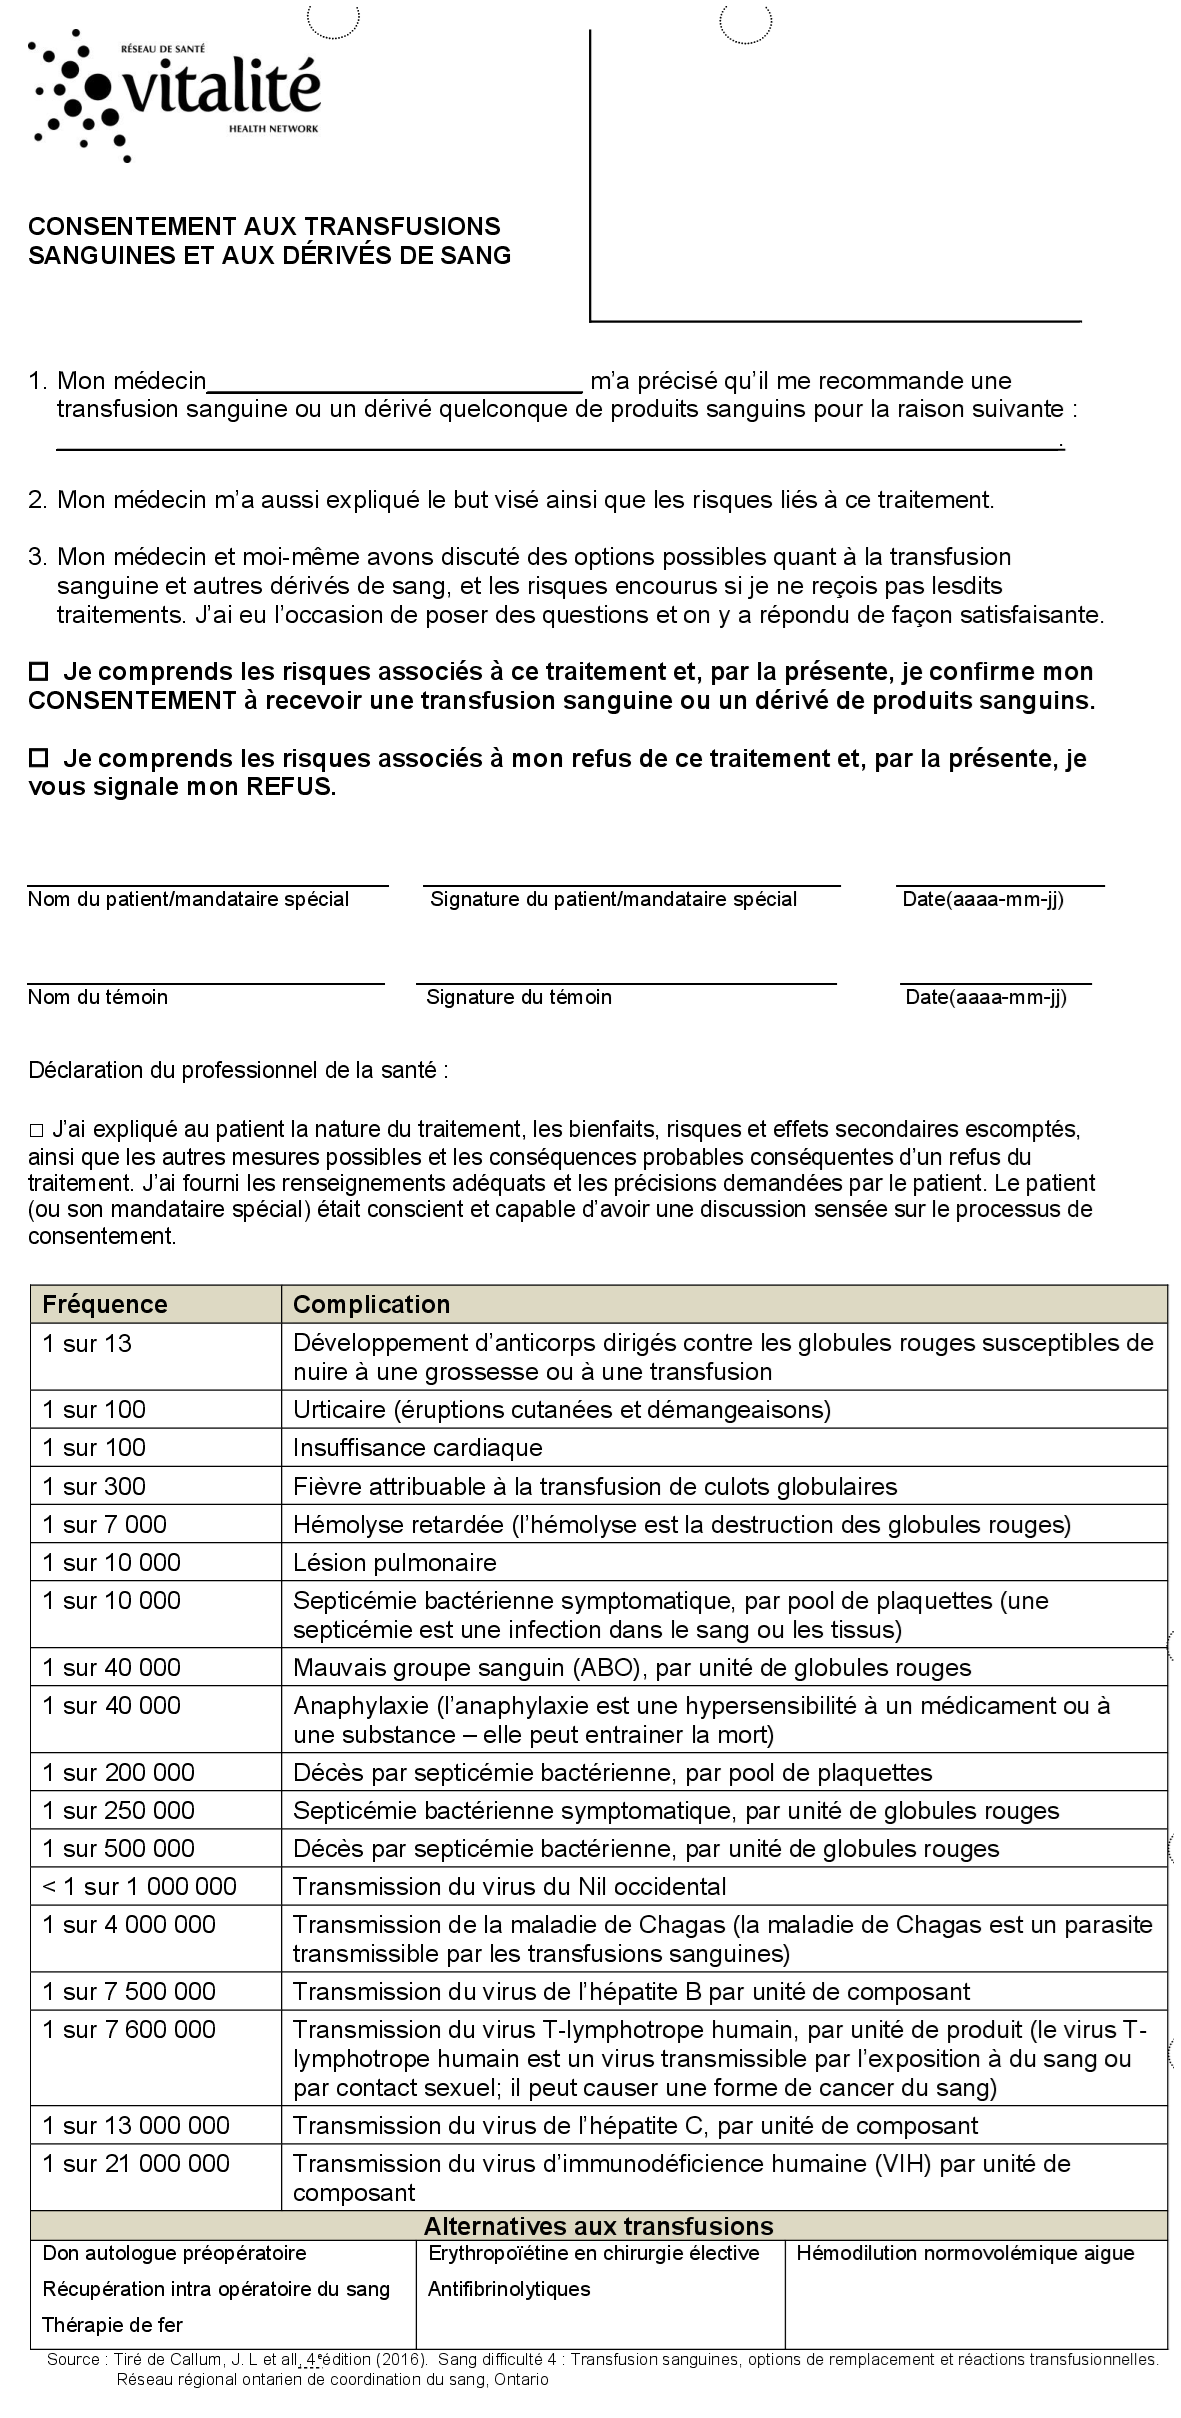 RÉSEAU DE SANTÉ
vitalité
HEALTH NETWORK
CONSENTEMENT AUX TRANSFUSIONS
SANGUINES ET AUX DÉRIVÉS DE SANG
1. Mon médecin____________________________ m’a précisé qu’il me recommande une
transfusion sanguine ou un dérivé quelconque de produits sanguins pour la raison suivante :
___________________________________________________________________________.
2. Mon médecin m’a aussi expliqué le but visé ainsi que les risques liés à ce traitement.
3. Mon médecin et moi-même avons discuté des options possibles quant à la transfusion
sanguine et autres dérivés de sang, et les risques encourus si je ne reçois pas lesdits
traitements. J’ai eu l’occasion de poser des questions et on y a répondu de façon satisfaisante.
☐ Je comprends les risques associés à ce traitement et, par la présente, je confirme mon
CONSENTEMENT à recevoir une transfusion sanguine ou un dérivé de produits sanguins.
☐ Je comprends les risques associés à mon refus de ce traitement et, par la présente, je
vous signale mon REFUS.
Nom du patient/mandataire spécial Signature du patient/mandataire spécial Date(aaaa-mm-jj)
Nom du témoin Signature du témoin Date(aaaa-mm-jj)
Déclaration du professionnel de la santé :
□ J’ai expliqué au patient la nature du traitement, les bienfaits, risques et effets secondaires escomptés,
ainsi que les autres mesures possibles et les conséquences probables conséquentes d’un refus du
traitement. J’ai fourni les renseignements adéquats et les précisions demandées par le patient. Le patient
(ou son mandataire spécial) était conscient et capable d’avoir une discussion sensée sur le processus de
consentement.
Fréquence Complication
1 sur 13 Développement d’anticorps dirigés contre les globules rouges susceptibles de
nuire à une grossesse ou à une transfusion
1 sur 100 Urticaire (éruptions cutanées et démangeaisons)
1 sur 100 Insuffisance cardiaque
1 sur 300 Fièvre attribuable à la transfusion de culots globulaires
1 sur 7 000 Hémolyse retardée (l’hémolyse est la destruction des globules rouges)
1 sur 10 000 Lésion pulmonaire
1 sur 10 000 Septicémie bactérienne symptomatique, par pool de plaquettes (une
septicémie est une infection dans le sang ou les tissus)
1 sur 40 000 Mauvais groupe sanguin (ABO), par unité de globules rouges
1 sur 40 000 Anaphylaxie (l’anaphylaxie est une hypersensibilité à un médicament ou à
une substance – elle peut entrainer la mort)
1 sur 200 000 Décès par septicémie bactérienne, par pool de plaquettes
1 sur 250 000 Septicémie bactérienne symptomatique, par unité de globules rouges
1 sur 500 000 Décès par septicémie bactérienne, par unité de globules rouges
< 1 sur 1 000 000 Transmission du virus du Nil occidental
1 sur 4 000 000 Transmission de la maladie de Chagas (la maladie de Chagas est un parasite
transmissible par les transfusions sanguines)
1 sur 7 500 000 Transmission du virus de l’hépatite B par unité de composant
1 sur 7 600 000 Transmission du virus T-lymphotrope humain, par unité de produit (le virus T-
lymphotrope humain est un virus transmissible par l’exposition à du sang ou
par contact sexuel; il peut causer une forme de cancer du sang)
1 sur 13 000 000 Transmission du virus de l’hépatite C, par unité de composant
1 sur 21 000 000 Transmission du virus d’immunodéficience humaine (VIH) par unité de
composant
Alternatives aux transfusions
Don autologue préopératoire Erythropoïétine en chirurgie élective Hémodilution normovolémique aigue
Récupération intra opératoire du sang Antifibrinolytiques
Thérapie de fer
Source : Tiré de Callum, J. L et all, 4e édition (2016). Sang difficulté 4 : Transfusion sanguines, options de remplacement et réactions transfusionnelles.
Réseau régional ontarien de coordination du sang, Ontario